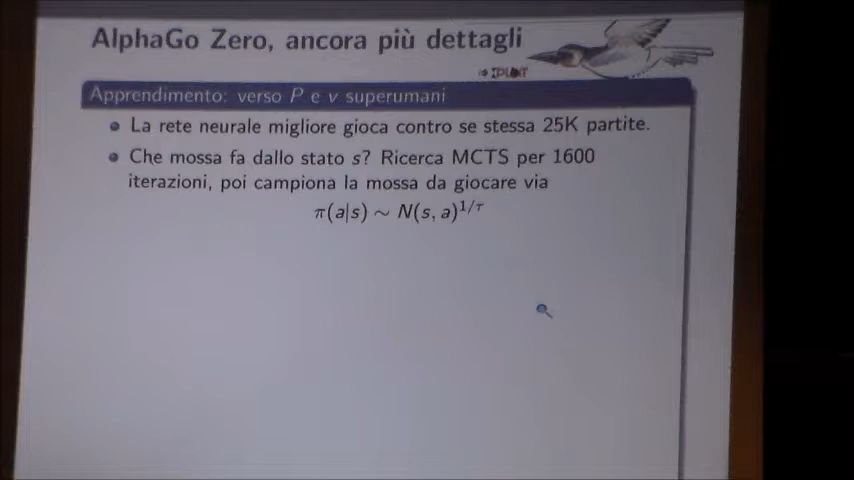 AlphaGo Zero, ancora più dettagli
Apprendimento: verso P e v superumani
La rete neurale migliore gioca contro se stessa 25K partite.
Che mossa fa dallo stato s? Ricerca MCTS per 1600
iterazioni, poi campiona la mossa da giocare via
π(a|s) ∼ N(s, a)^{1/τ}